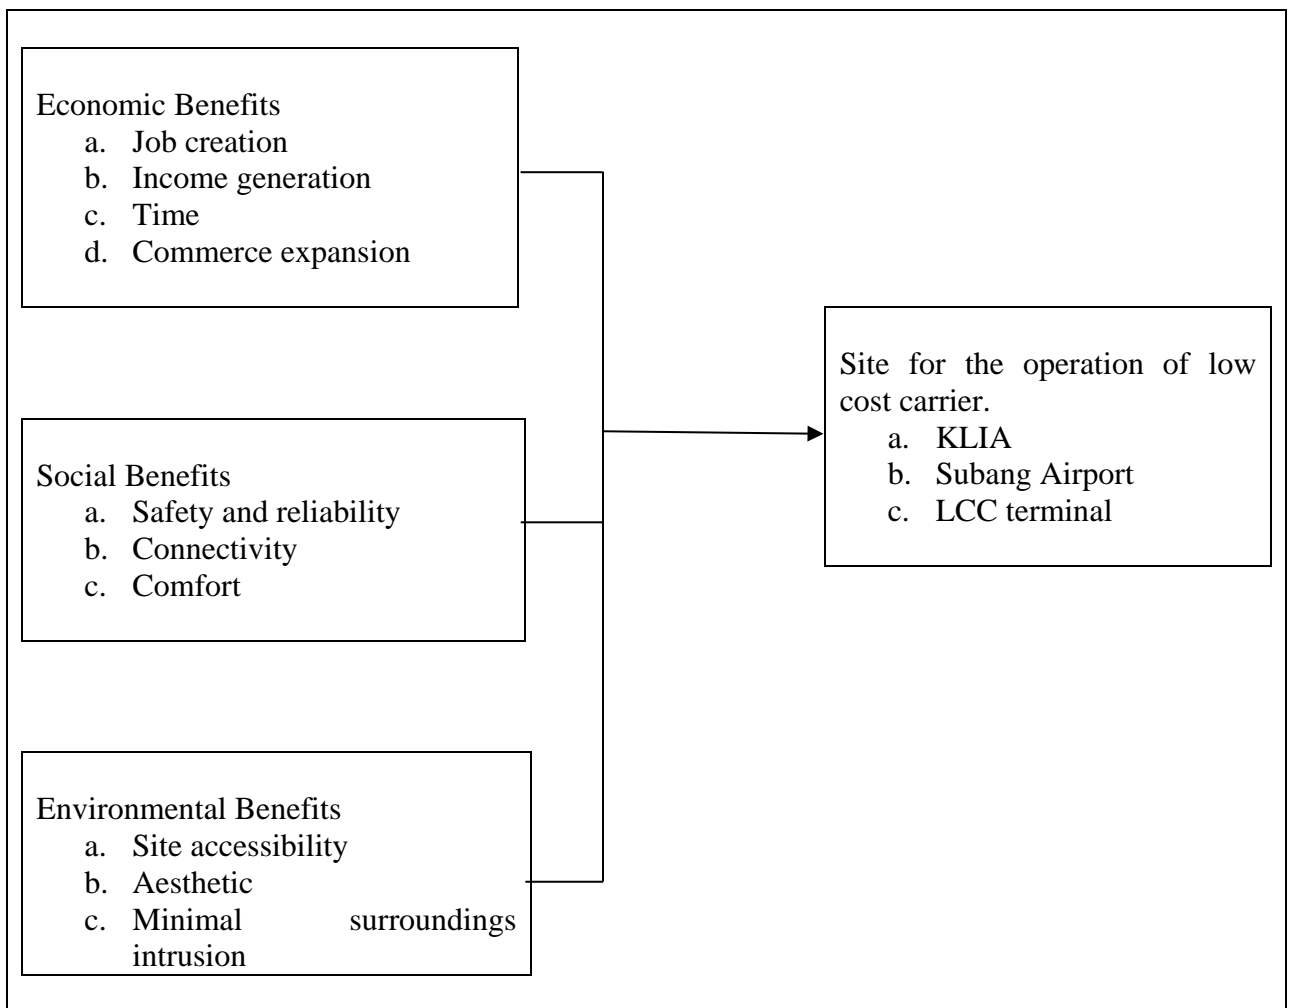 Economic Benefits
a. Job creation
b. Income generation
c. Time
d. Commerce expansion
Social Benefits
a. Safety and reliability
b. Connectivity
c. Comfort
Environmental Benefits
a. Site accessibility
b. Aesthetic
c. Minimal surroundings
intrusion
Site for the operation of low
cost carrier.
a. KLIA
b. Subang Airport
c. LCC terminal